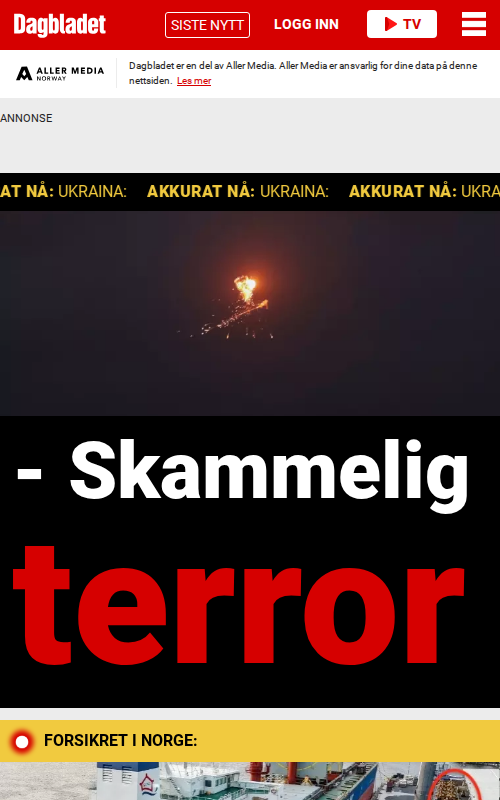 Dagbladet
SISTE NYTT
LOGG INN
TV
ALLER MEDIA
NORWAY
Dagbladet er en del av Aller Media. Aller Media er ansvarlig for dine data på denne
nettsiden. Les mer
ANNONSE
AT NÅ: UKRAINA: AKKURAT NÅ: UKRAINA: AKKURAT NÅ: UKRA
- Skammelig
terror
FORSIKRET I NORGE: